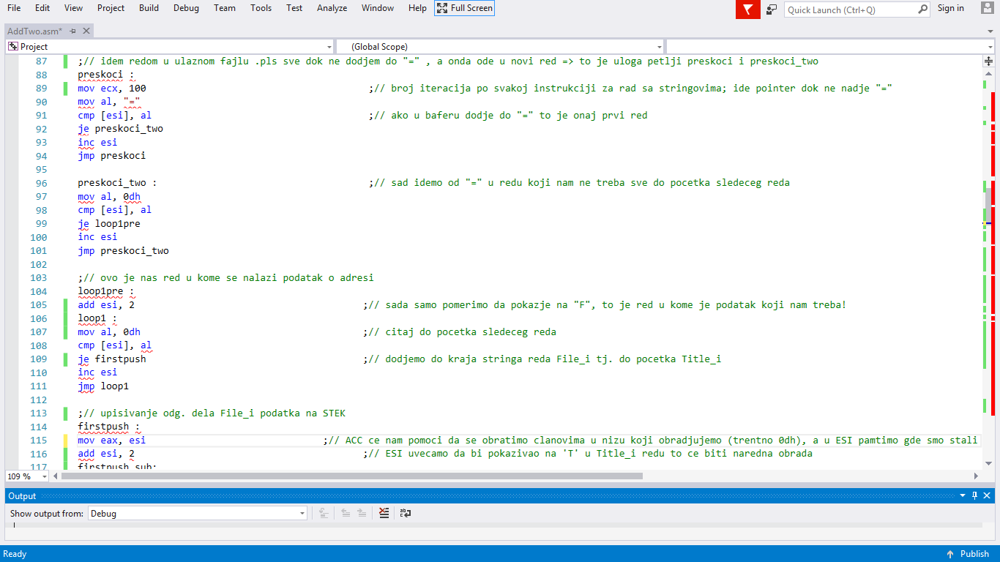 File Edit View Project Build Debug Team Tools Test Analyze Window Help Full Screen Quick Launch (Ctrl+Q) Sign in
AddTwo.asm*
Project (Global Scope)
87 ;// idem redom u ulaznom fajlu .pls sve dok ne dodjem do "=" , a onda ode u novi red => to je uloga petlji preskoci i preskoci_two
88 preskoci :
89 mov ecx, 100 ;// broj iteracija po svakoj instrukciji za rad sa stringovima; ide pointer dok ne nadje "="
90 mov al, "="
91 cmp [esi], al ;// ako u baferu dodje do "=" to je onaj prvi red
92 je preskoci_two
93 inc esi
94 jmp preskoci
95
96 preskoci_two : ;// sad idemo od "=" u redu koji nam ne treba sve do pocetka sledeceg reda
97 mov al, 0dh
98 cmp [esi], al
99 je loop1pre
100 inc esi
101 jmp preskoci_two
102
103 ;// ovo je nas red u kome se nalazi podatak o adresi
104 loop1pre :
105 add esi, 2 ;// sada samo pomerimo da pokazje na "F", to je red u kome je podatak koji nam treba!
106 loop1 :
107 mov al, 0dh ;// citaj do pocetka sledeceg reda
108 cmp [esi], al
109 je firstpush ;// dodjemo do kraja stringa reda File_i tj. do pocetka Title_i
110 inc esi
111 jmp loop1
112
113 ;// upisivanje odg. dela File_i podatka na STEK
114 firstpush :
115 mov eax, esi ;// ACC ce nam pomoci da se obratimo clanovima u nizu koji obradjujemo (trentno 0dh), a u ESI pamtimo gde smo stali
116 add esi, 2 ;// ESI uvecamo da bi pokazivao na 'T' u Title_i redu to ce biti naredna obrada
117 firstpush_sub:
109 %
Output
Show output from: Debug
Ready Publish